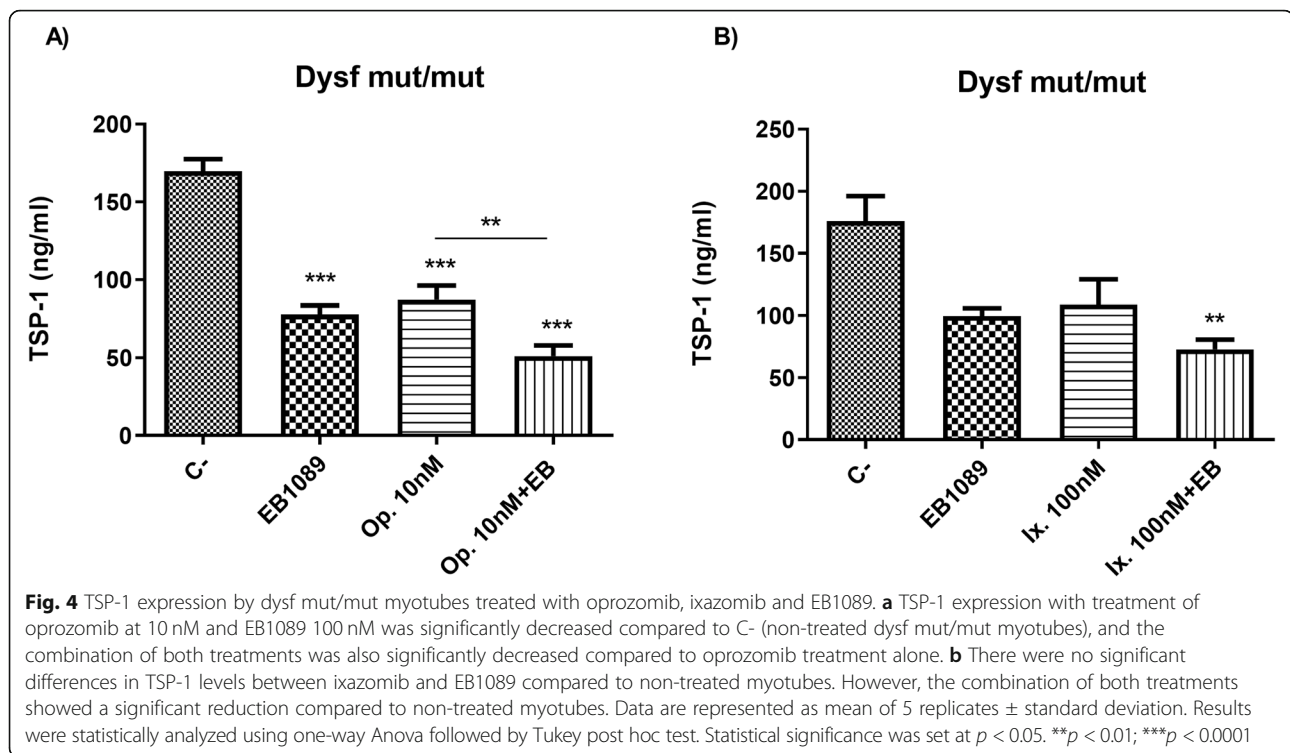 A)
Dysf mut/mut
TSP-1 (ng/ml)
200
150
100
50
0
***
***
**
***
C-
EB1089
Op. 10nM
Op. 10nM+EB
B)
Dysf mut/mut
TSP-1 (ng/ml)
250
200
150
100
50
0
**
C-
EB1089
Ix. 100nM
Ix. 100nM+EB
Fig. 4 TSP-1 expression by dysf mut/mut myotubes treated with oprozomib, ixazomib and EB1089. a TSP-1 expression with treatment of
oprozomib at 10 nM and EB1089 100 nM was significantly decreased compared to C- (non-treated dysf mut/mut myotubes), and the
combination of both treatments was also significantly decreased compared to oprozomib treatment alone. b There were no significant
differences in TSP-1 levels between ixazomib and EB1089 compared to non-treated myotubes. However, the combination of both treatments
showed a significant reduction compared to non-treated myotubes. Data are represented as mean of 5 replicates ± standard deviation. Results
were statistically analyzed using one-way Anova followed by Tukey post hoc test. Statistical significance was set at p < 0.05. **p < 0.01; ***p < 0.0001